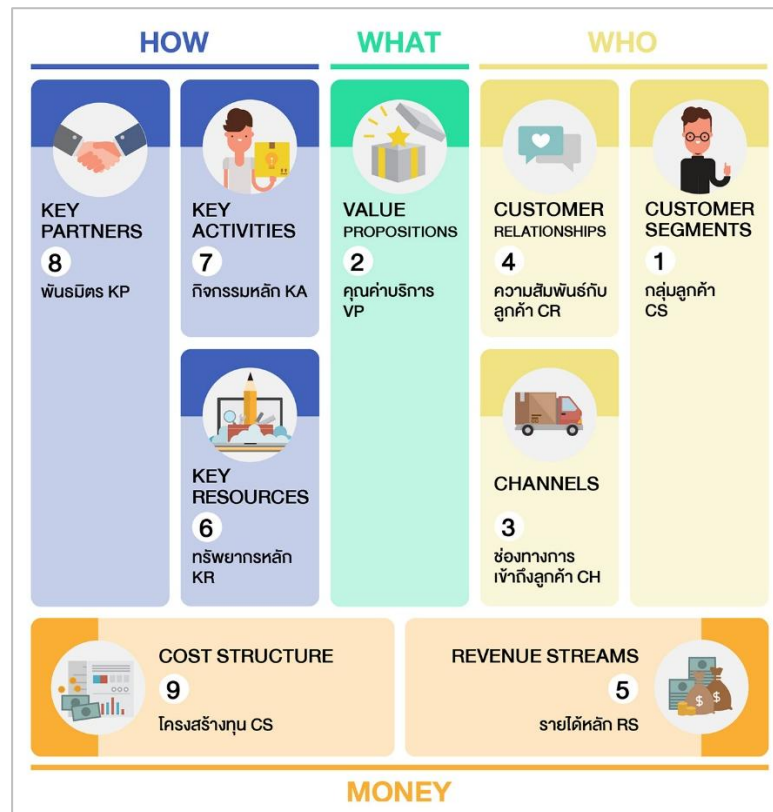 HOW
WHAT
WHO
KEY
PARTNERS
8
พันธมิตร KP
KEY
ACTIVITIES
7
กิจกรรมหลัก KA
KEY
RESOURCES
6
ทรัพยากรหลัก
KR
VALUE
PROPOSITIONS
2
คุณค่าบริการ
VP
CUSTOMER
RELATIONSHIPS
4
ความสัมพันธ์กับ
ลูกค้า CR
CHANNELS
3
ช่องทางการ
เข้าถึงลูกค้า CH
CUSTOMER
SEGMENTS
1
กลุ่มลูกค้า
CS
COST STRUCTURE
9
โครงสร้างทุน CS
REVENUE STREAMS
5
รายได้หลัก RS
$
$
MONEY